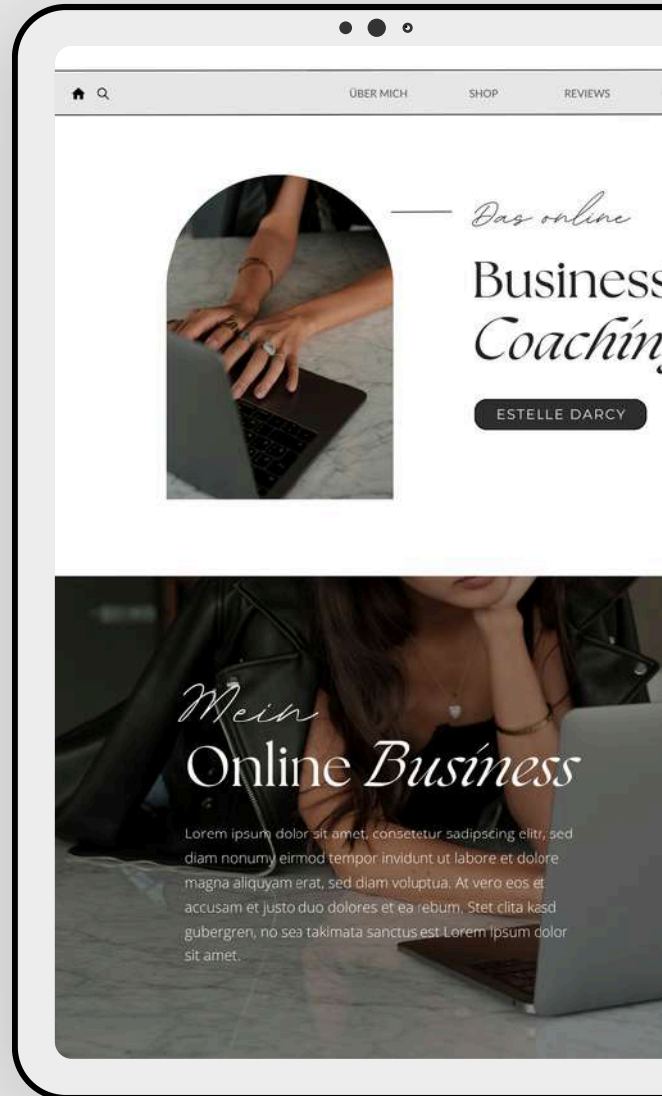 ÜBER MICH SHOP REVIEWS
Das online
Business
Coaching
ESTELLE DARCY
Mein
Online Business
Lorem ipsum dolor sit amet, consetetur sadipscing elitr, sed
diam nonumy eirmod tempor invidunt ut labore et dolore
magna aliquyam erat, sed diam voluptua. At vero eos et
accusam et justo duo dolores et ea rebum. Stet clita kasd
gubergren, no sea takimata sanctus est Lorem ipsum dolor
sit amet.